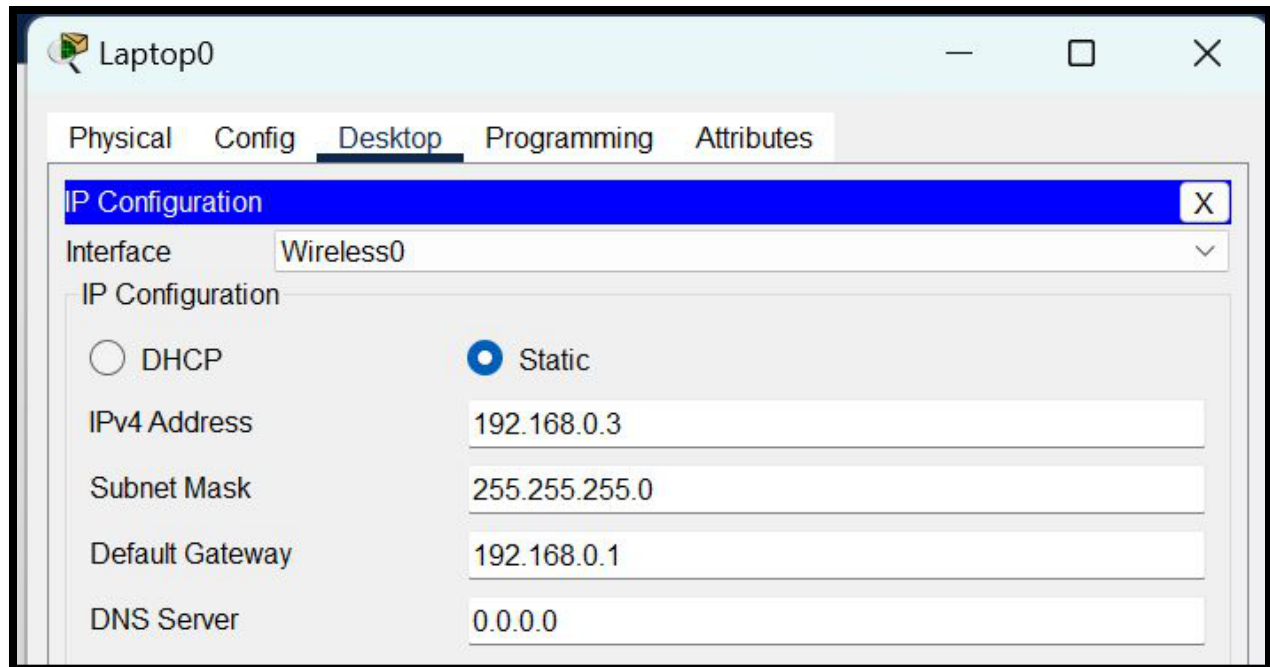 Laptop0
Physical Config Desktop Programming Attributes
IP Configuration X
Interface Wireless0
IP Configuration
DHCP Static
IPv4 Address 192.168.0.3
Subnet Mask 255.255.255.0
Default Gateway 192.168.0.1
DNS Server 0.0.0.0